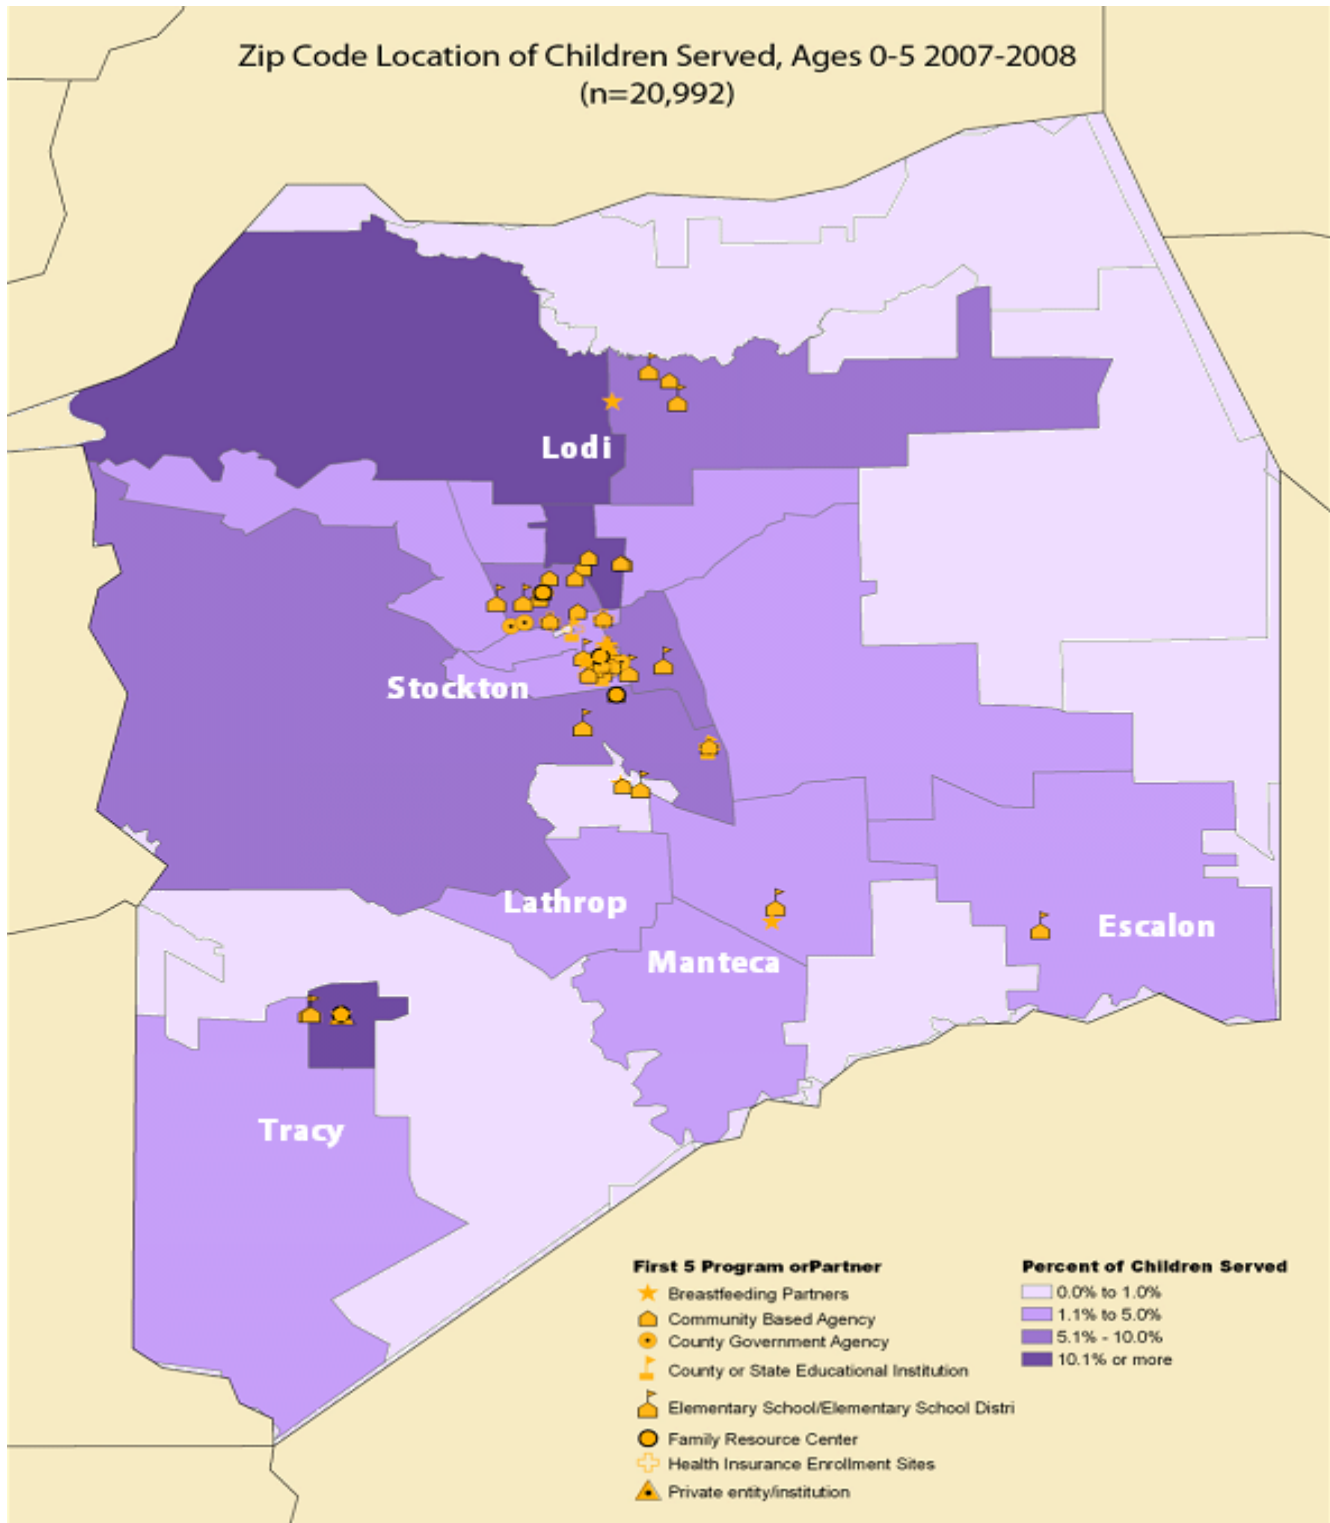 Zip Code Location of Children Served, Ages 0-5 2007-2008
(n=20,992)
Lodi
Stockton
Lathrop
Manteca
Escalon
Tracy
First 5 Program orPartner
Breastfeeding Partners
Community Based Agency
County Government Agency
County or State Educational Institution
Elementary School/Elementary School Distri
Family Resource Center
Health Insurance Enrollment Sites
Private entity/institution
Percent of Children Served
0.0% to 1.0%
1.1% to 5.0%
5.1% - 10.0%
10.1% or more